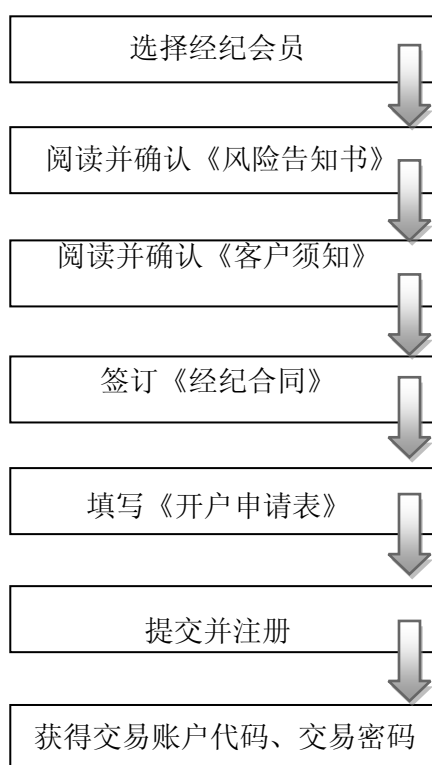 选择经纪会员
阅读并确认《风险告知书》
阅读并确认《客户须知》
签订《经纪合同》
填写《开户申请表》
提交并注册
获得交易账户代码、交易密码